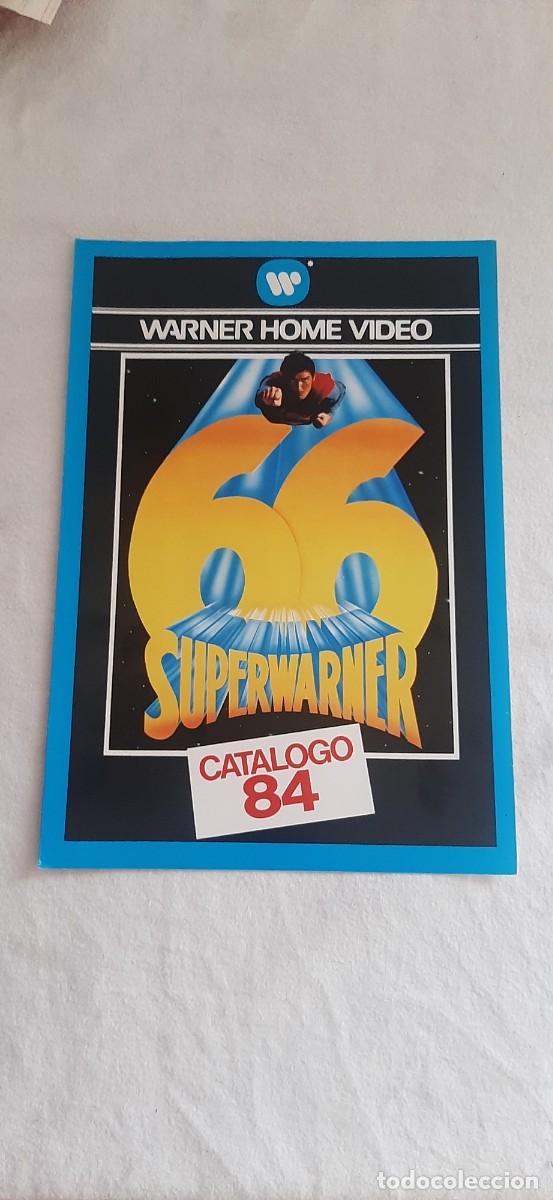 W
WARNER HOME VIDEO
66
SUPERWARNER
CATALOGO
84
todocoleccion